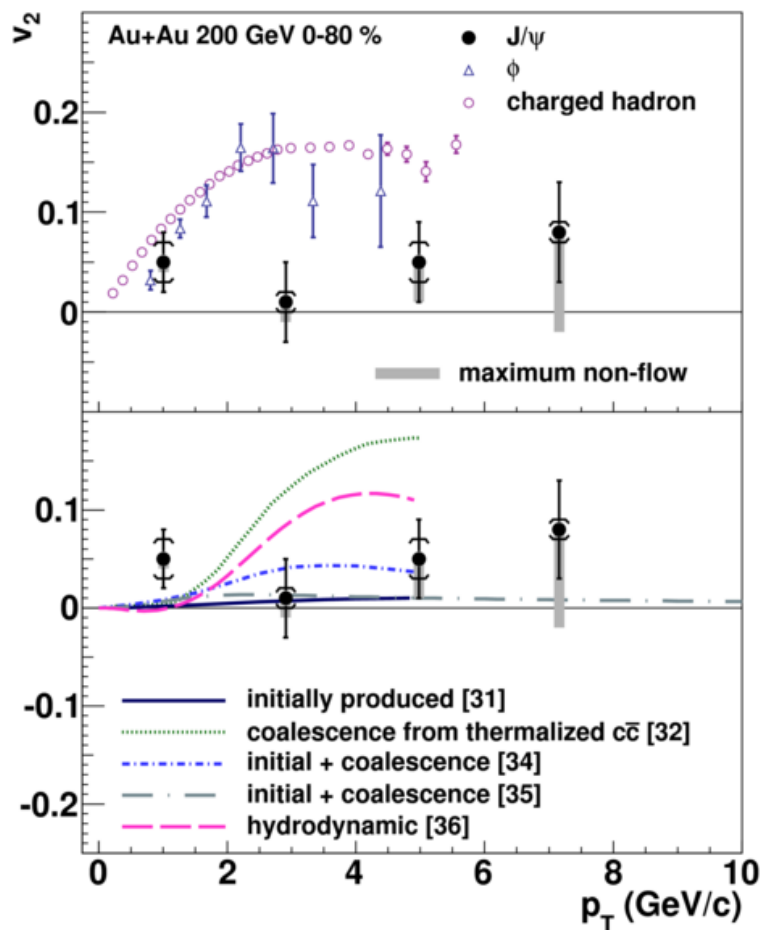 v₂
Au+Au 200 GeV 0-80 %
J/ψ
ϕ
charged hadron
0.2
0.1
0
maximum non-flow
0.1
0
-0.1
-0.2
initially produced [31]
coalescence from thermalized cc̅ [32]
initial + coalescence [34]
initial + coalescence [35]
hydrodynamic [36]
0 2 4 6 8 10
p_T (GeV/c)